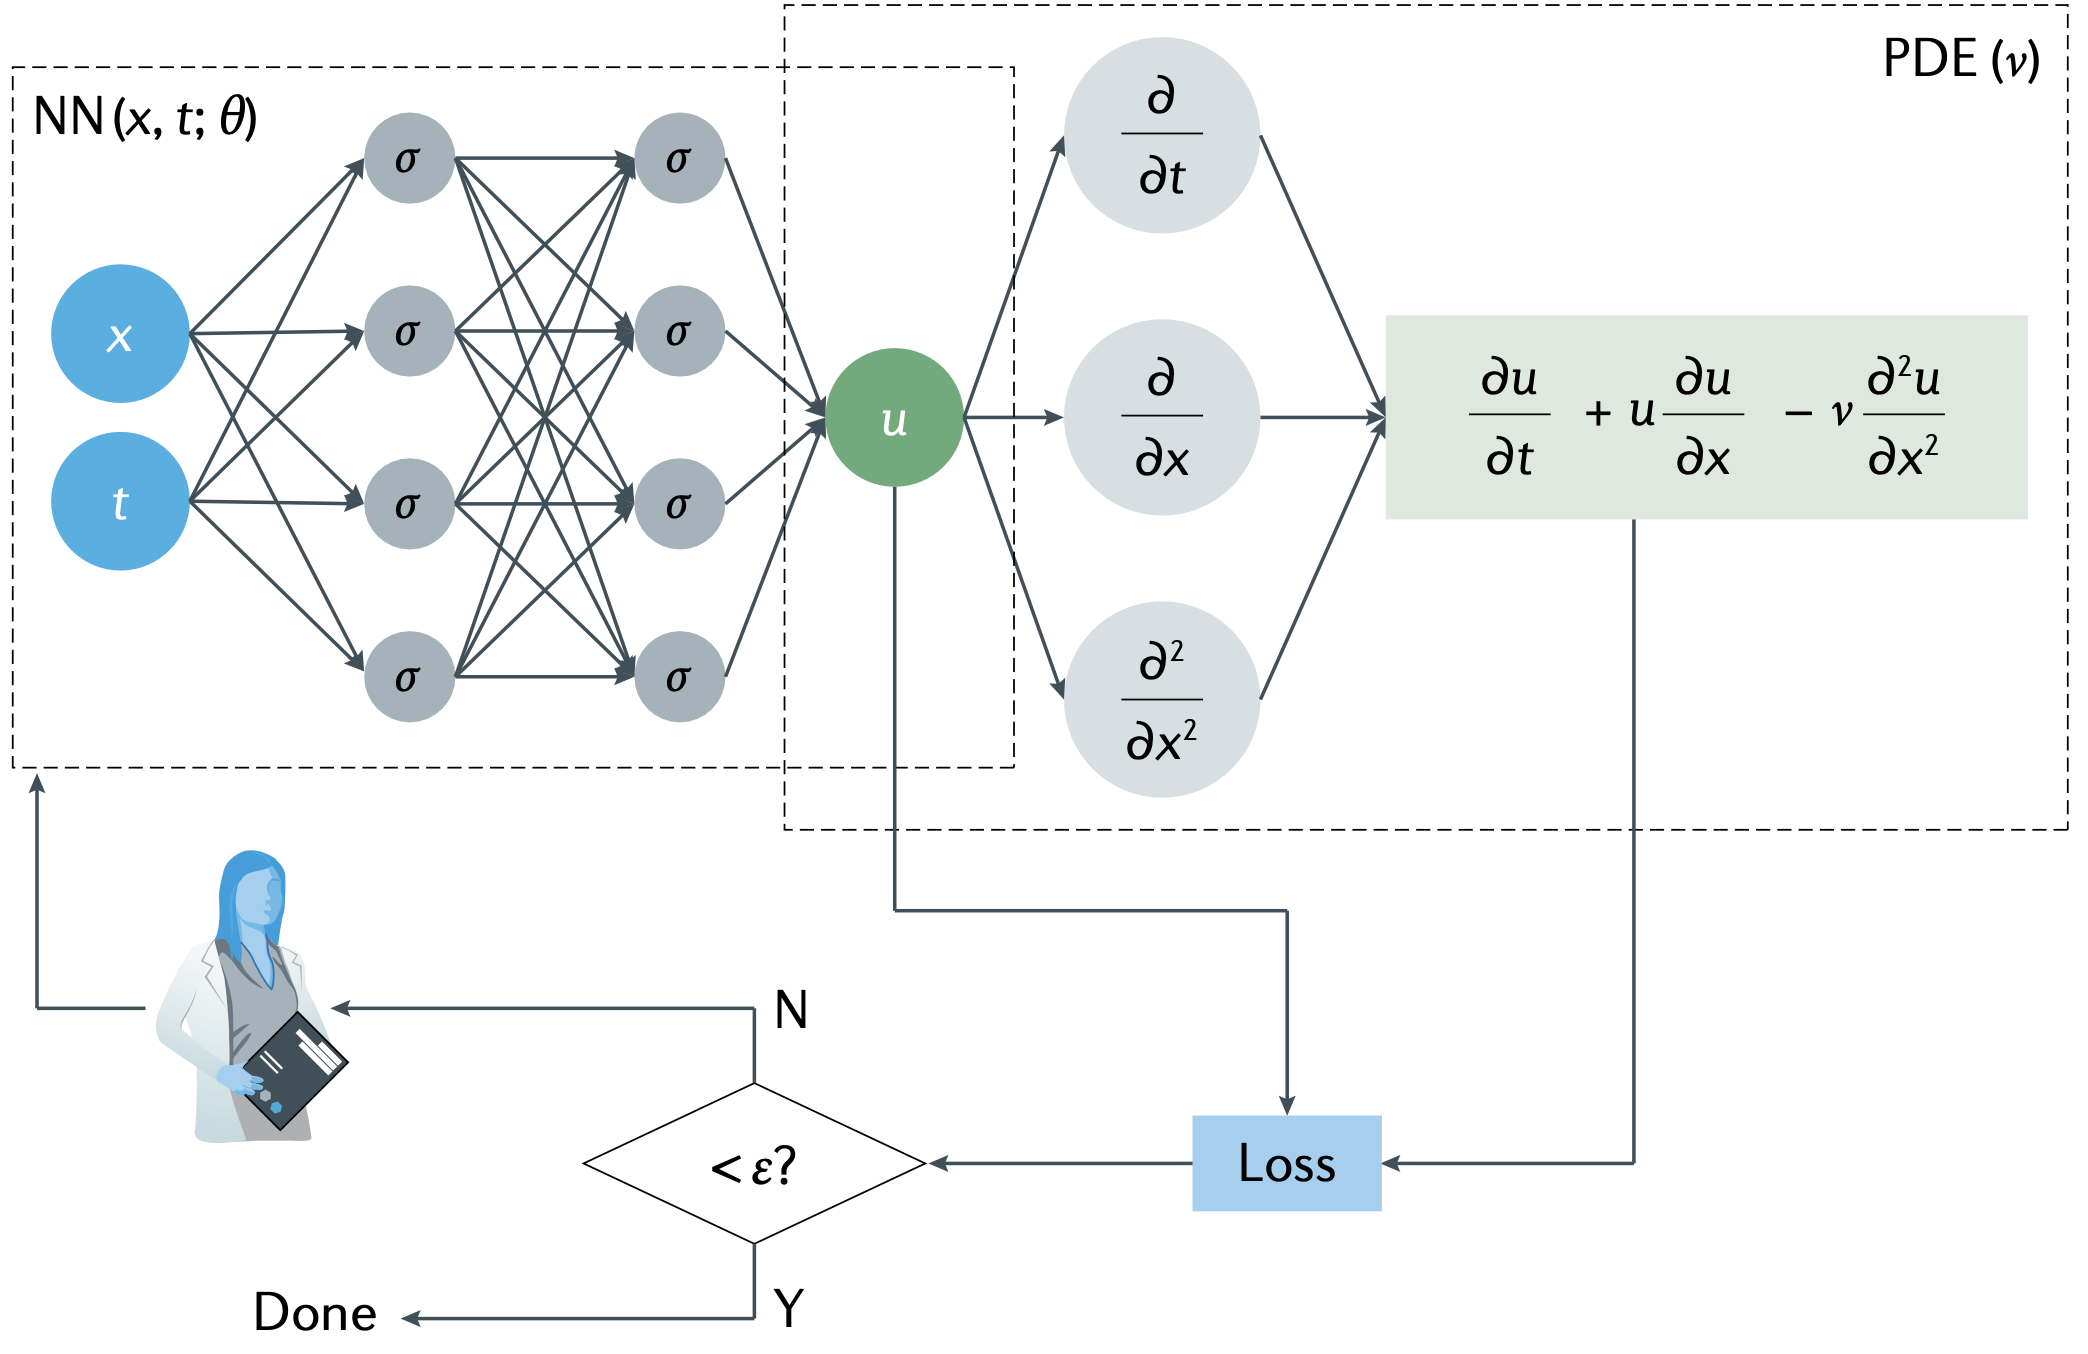 PDE (ν)
NN (x, t; θ)
σ σ
∂/∂t
x
σ σ
u
∂/∂x
∂u/∂t + u ∂u/∂x − ν ∂²u/∂x²
t
σ σ
σ σ
∂²/∂x²
N
< ε?
Loss
Y
Done